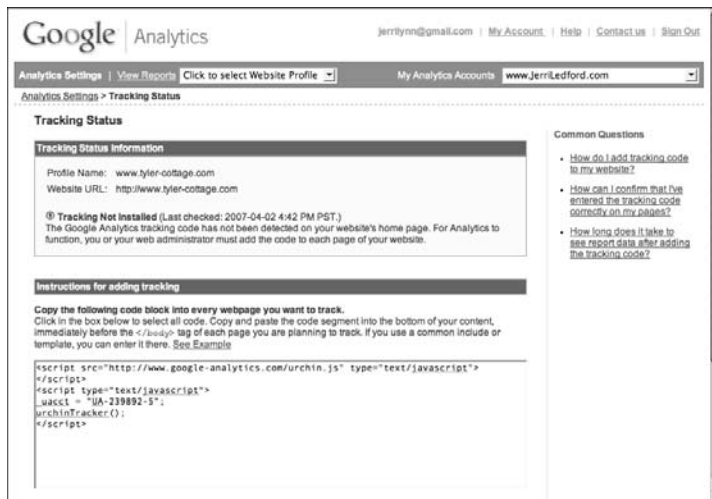 Google Analytics
jerrilynn@gmail.com | My Account | Help | Contact us | Sign Out
Analytics Settings | View Reports Click to select Website Profile My Analytics Accounts www.JerriLedford.com
Analytics Settings > Tracking Status
Tracking Status
Tracking Status Information
Profile Name: www.tyler-cottage.com
Website URL: http://www.tyler-cottage.com
Tracking Not Installed (Last checked: 2007-04-02 4:42 PM PST.)
The Google Analytics tracking code has not been detected on your website's home page. For Analytics to
function, you or your web administrator must add the code to each page of your website.
Instructions for adding tracking
Copy the following code block into every webpage you want to track.
Click in the box below to select all code. Copy and paste the code segment into the bottom of your content,
immediately before the </body> tag of each page you are planning to track. If you use a common include or
template, you can enter it there. See Example
<script src="http://www.google-analytics.com/urchin.js" type="text/javascript">
</script>
<script type="text/javascript">
_uacct = "UA-239892-5";
urchinTracker();
</script>
Common Questions
• How do I add tracking code
to my website?
• How can I confirm that I've
entered the tracking code
correctly on my pages?
• How long does it take to
see report data after adding
the tracking code?